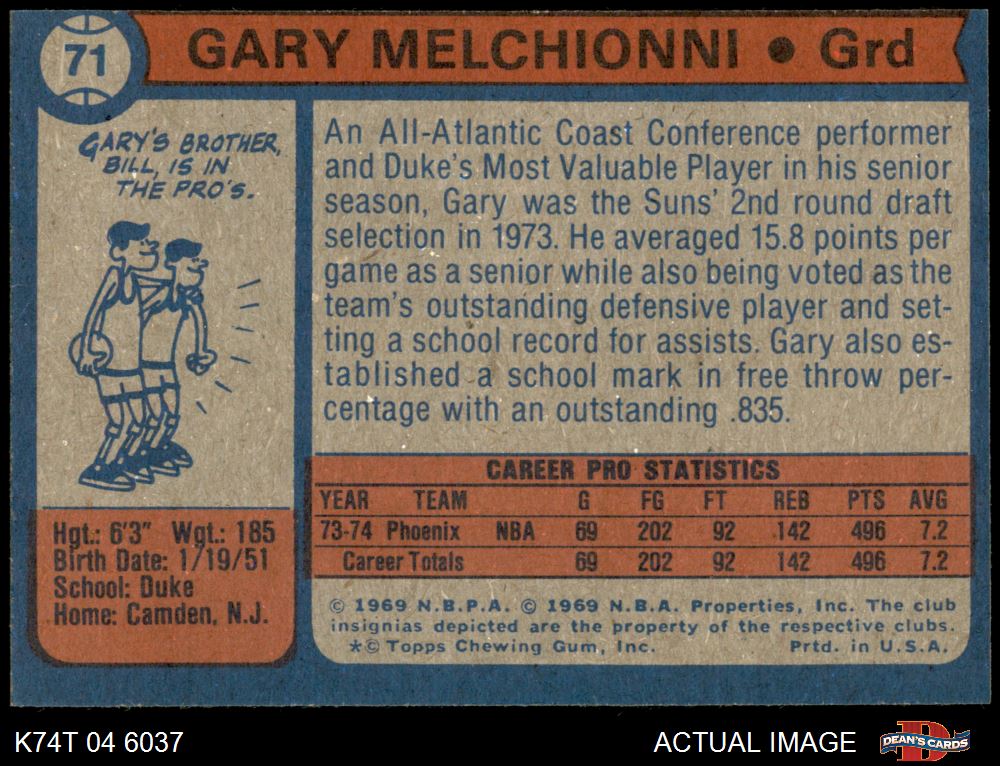 71
GARY MELCHIONNI • Grd
GARY'S BROTHER,
BILL, IS IN
THE PRO'S.
An All-Atlantic Coast Conference performer
and Duke's Most Valuable Player in his senior
season, Gary was the Suns' 2nd round draft
selection in 1973. He averaged 15.8 points per
game as a senior while also being voted as the
team's outstanding defensive player and set-
ting a school record for assists. Gary also es-
tablished a school mark in free throw per-
centage with an outstanding .835.
Hgt.: 6'3" Wgt.: 185
Birth Date: 1/19/51
School: Duke
Home: Camden, N.J.
CAREER PRO STATISTICS
YEAR TEAM G FG FT REB PTS AVG
73-74 Phoenix NBA 69 202 92 142 496 7.2
Career Totals 69 202 92 142 496 7.2
© 1969 N.B.P.A. © 1969 N.B.A. Properties, Inc. The club
insignias depicted are the property of the respective clubs.
*© Topps Chewing Gum, Inc. Prtd. in U.S.A.
K74T 04 6037 ACTUAL IMAGE D DEAN'S CARDS